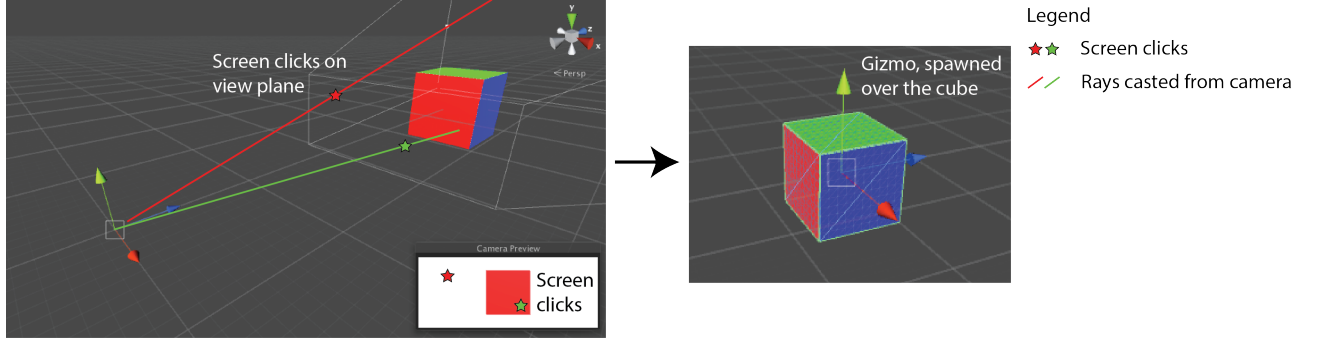 Screen clicks on
view plane
y
z
x
< Persp
Camera Preview
Screen
clicks
Gizmo, spawned
over the cube
Legend
Screen clicks
Rays casted from camera